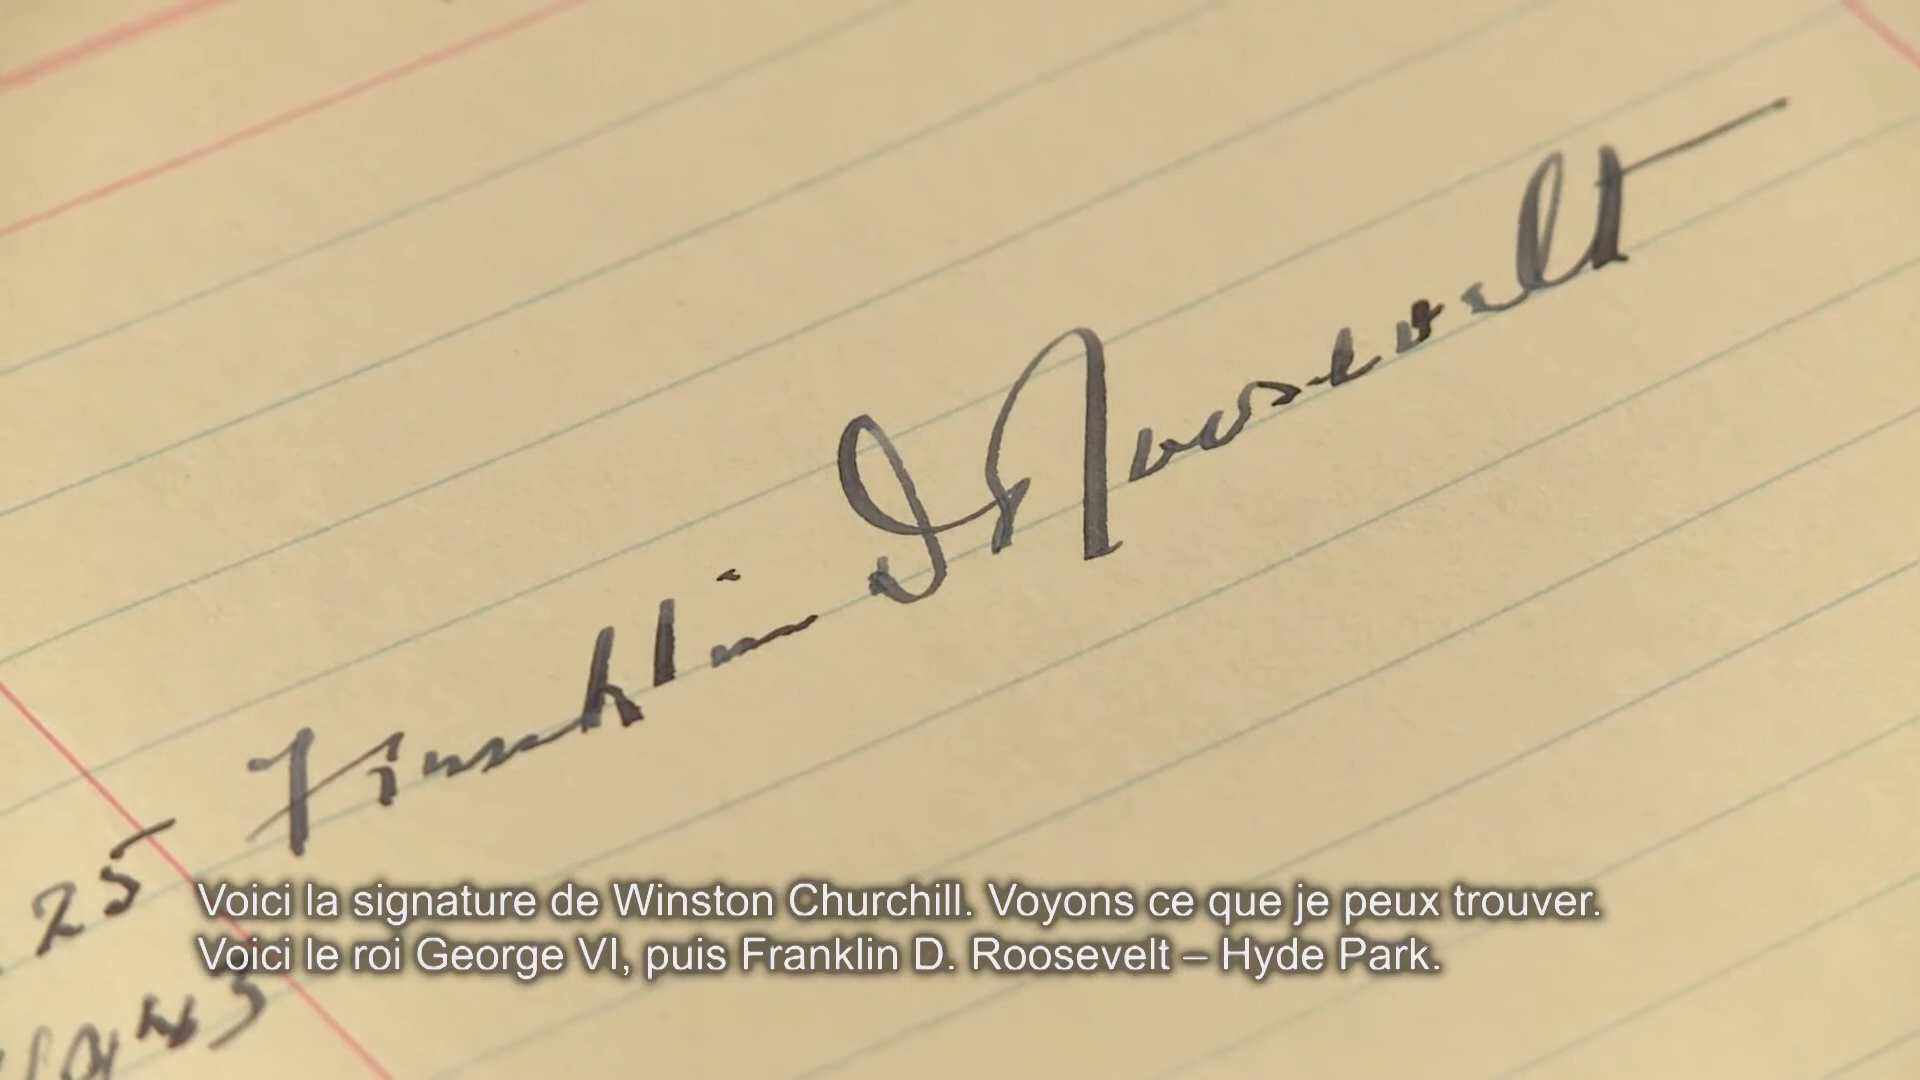 Franklin D Roosevelt
25
1943
Voici la signature de Winston Churchill. Voyons ce que je peux trouver.
Voici le roi George VI, puis Franklin D. Roosevelt – Hyde Park.